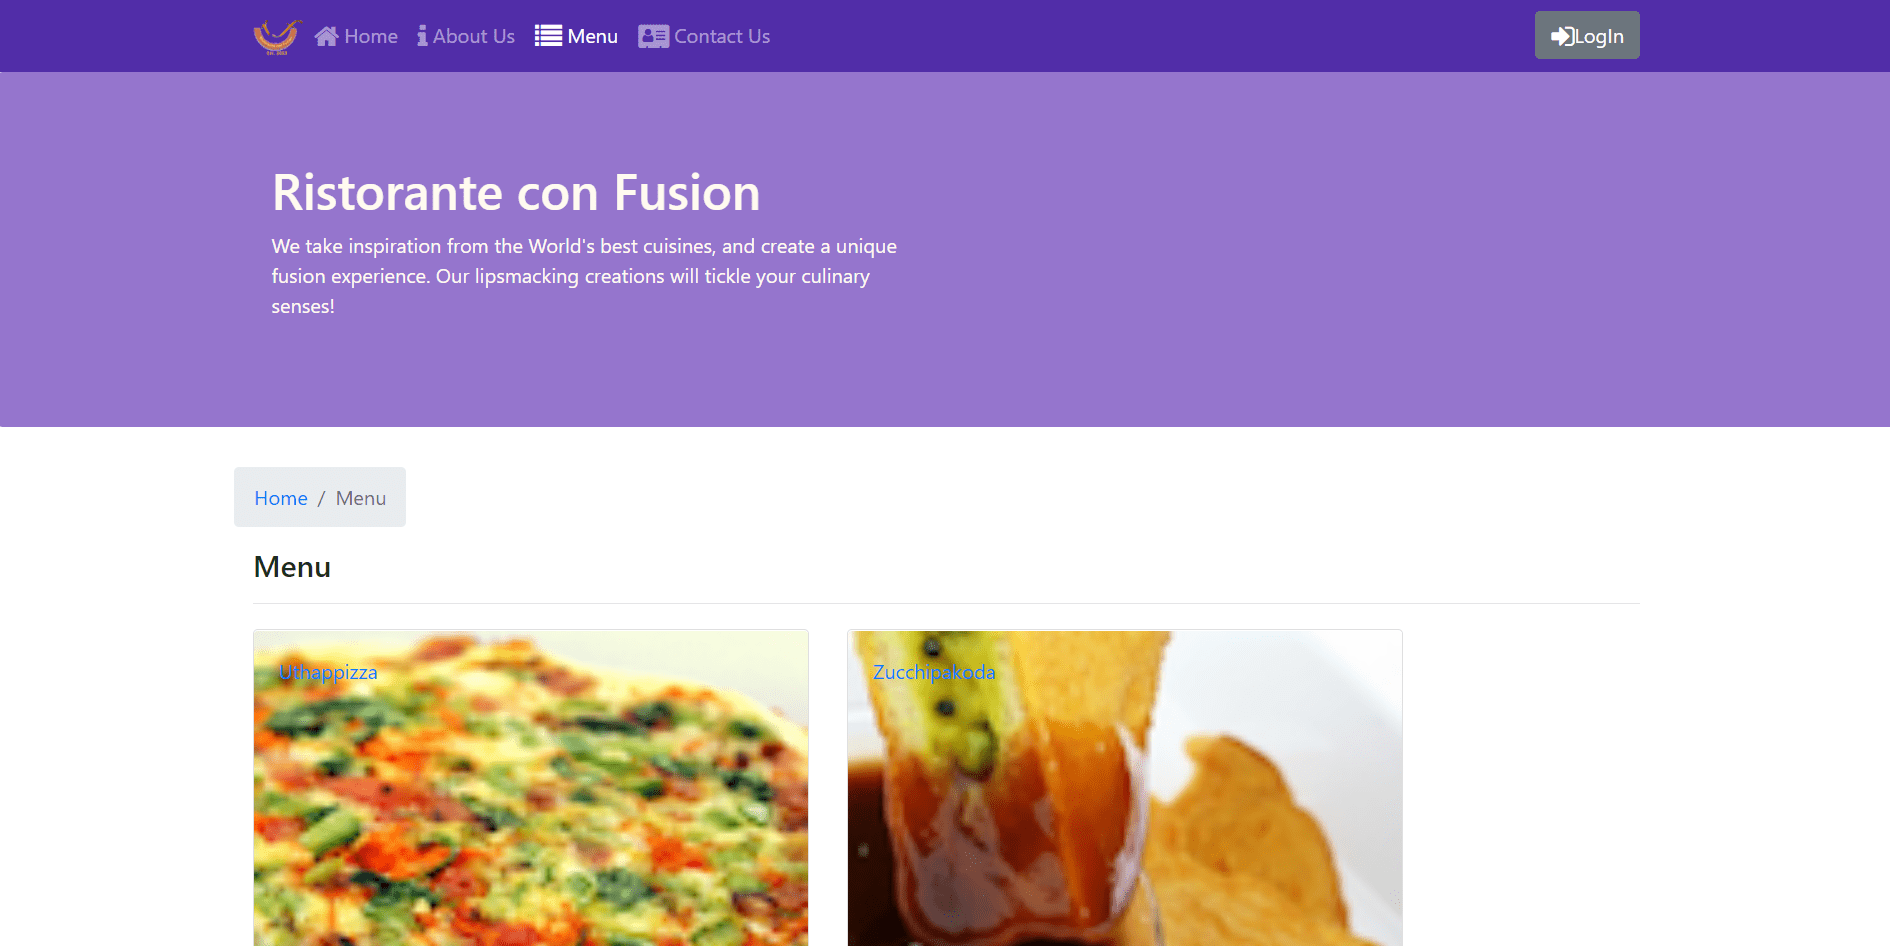 Home About Us Menu Contact Us LogIn
Ristorante con Fusion
We take inspiration from the World's best cuisines, and create a unique
fusion experience. Our lipsmacking creations will tickle your culinary
senses!
Home / Menu
Menu
Uthappizza Zucchipakoda